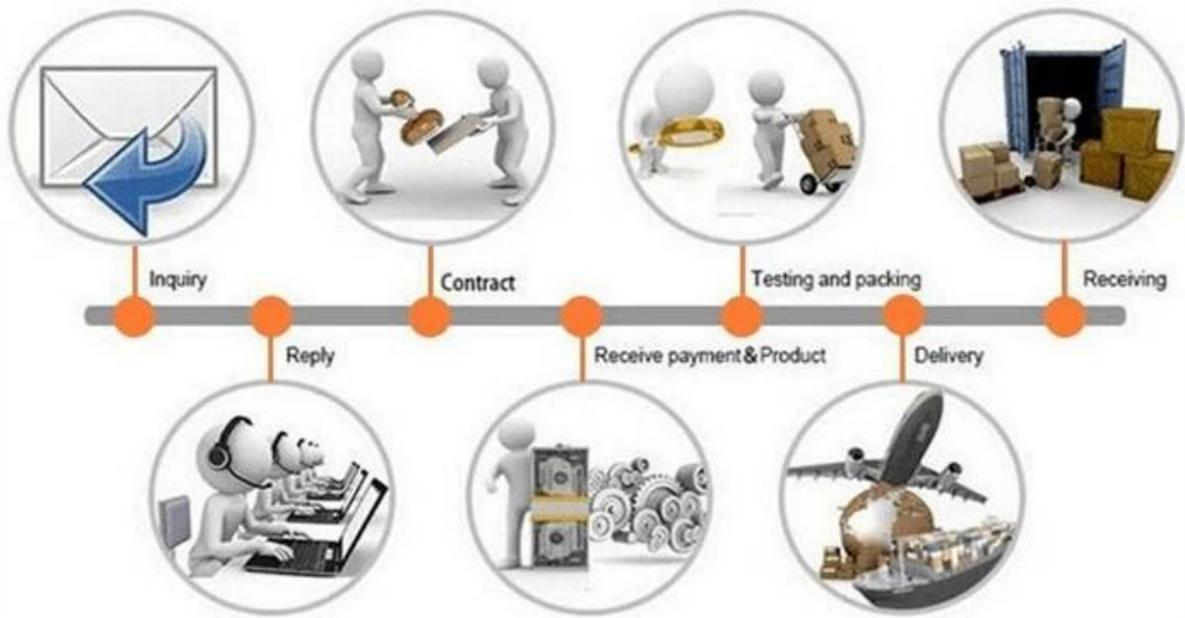 Inquiry
Reply
Contract
Receive payment&Product
Testing and packing
Delivery
Receiving